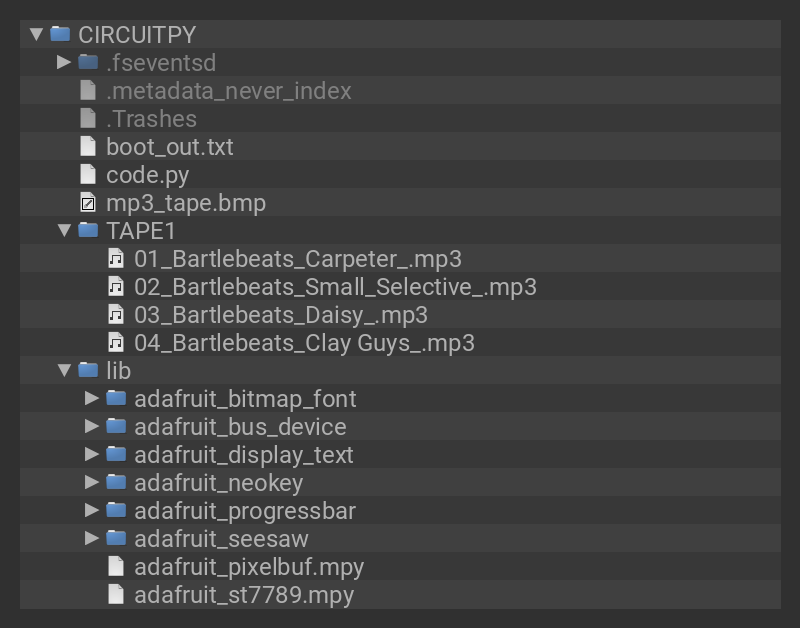 CIRCUITPY
.fseventsd
.metadata_never_index
.Trashes
boot_out.txt
code.py
mp3_tape.bmp
TAPE1
01_Bartlebeats_Carpeter_.mp3
02_Bartlebeats_Small_Selective_.mp3
03_Bartlebeats_Daisy_.mp3
04_Bartlebeats_Clay Guys_.mp3
lib
adafruit_bitmap_font
adafruit_bus_device
adafruit_display_text
adafruit_neokey
adafruit_progressbar
adafruit_seesaw
adafruit_pixelbuf.mpy
adafruit_st7789.mpy